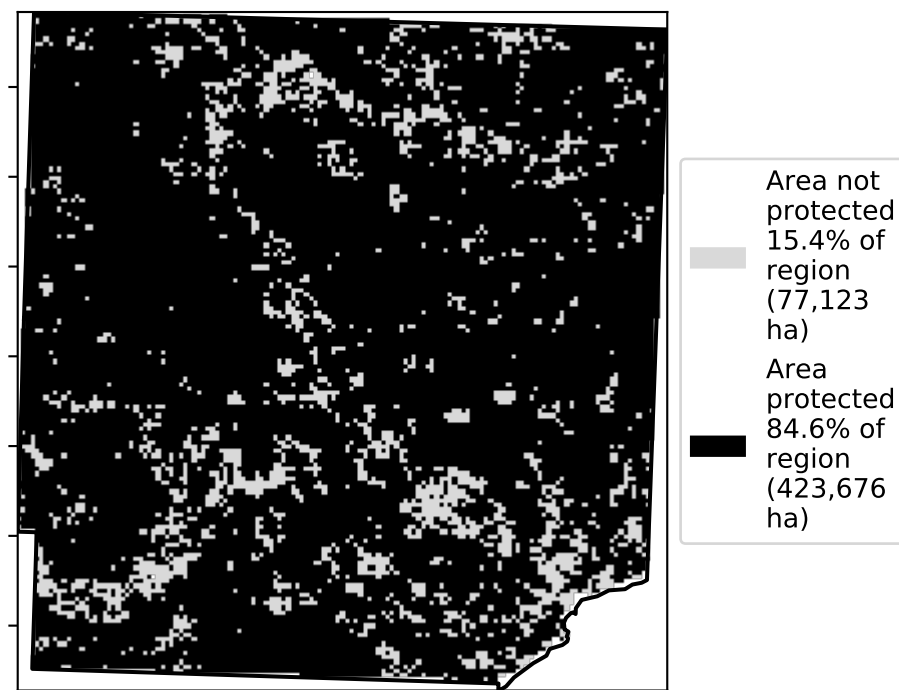 Area not
protected
15.4% of
region
(77,123
ha)
Area
protected
84.6% of
region
(423,676
ha)